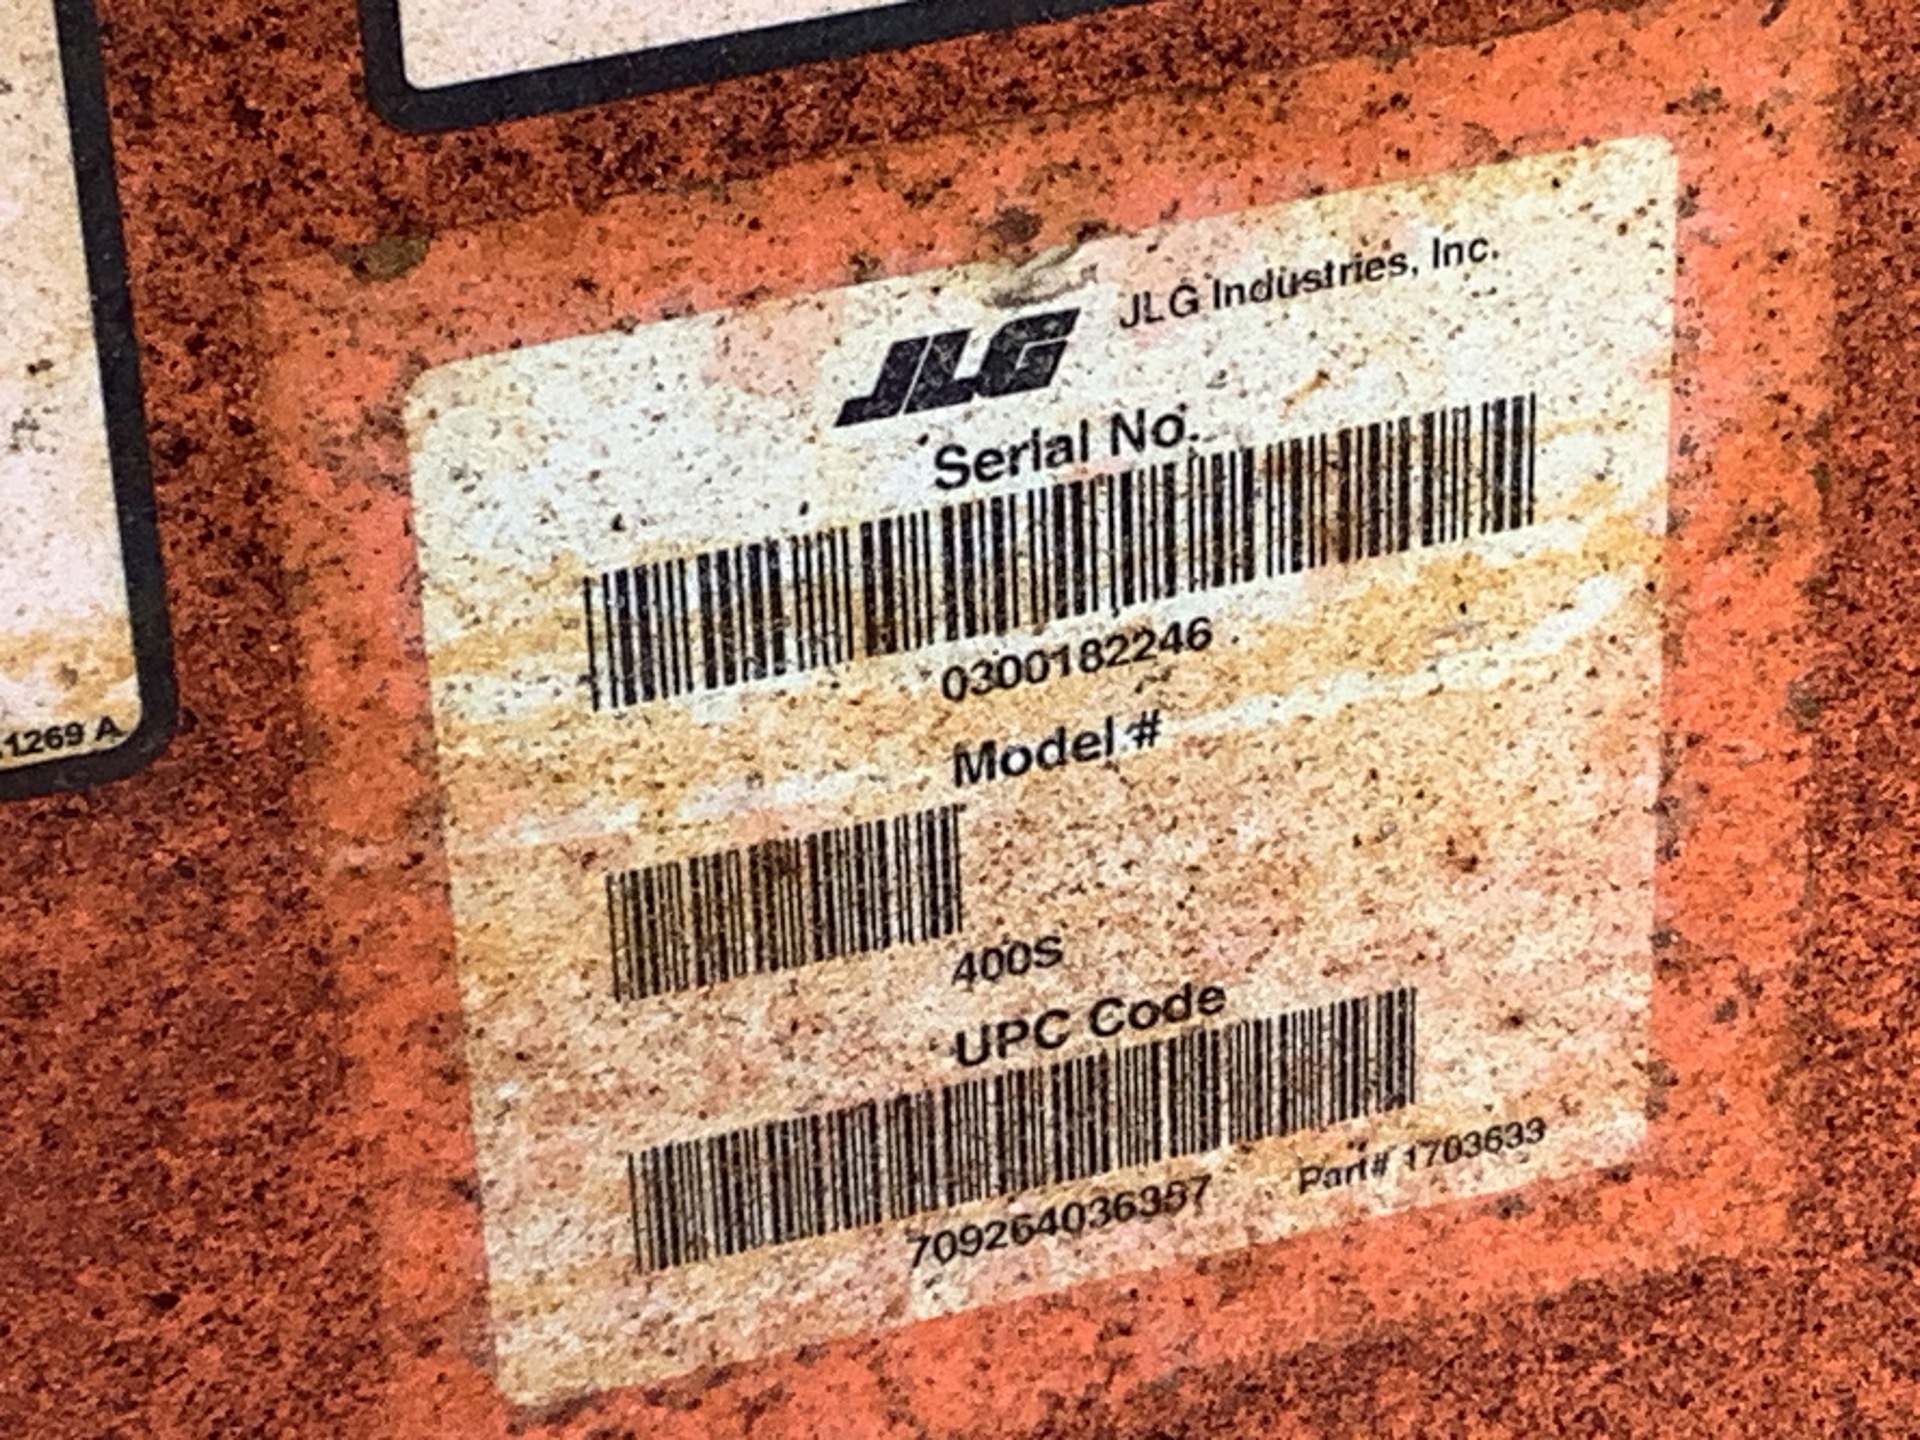 JLG JLG Industries, Inc.
Serial No.
0300182246
Model #
400S
UPC Code
709264036357
Part# 1703633
1269 A